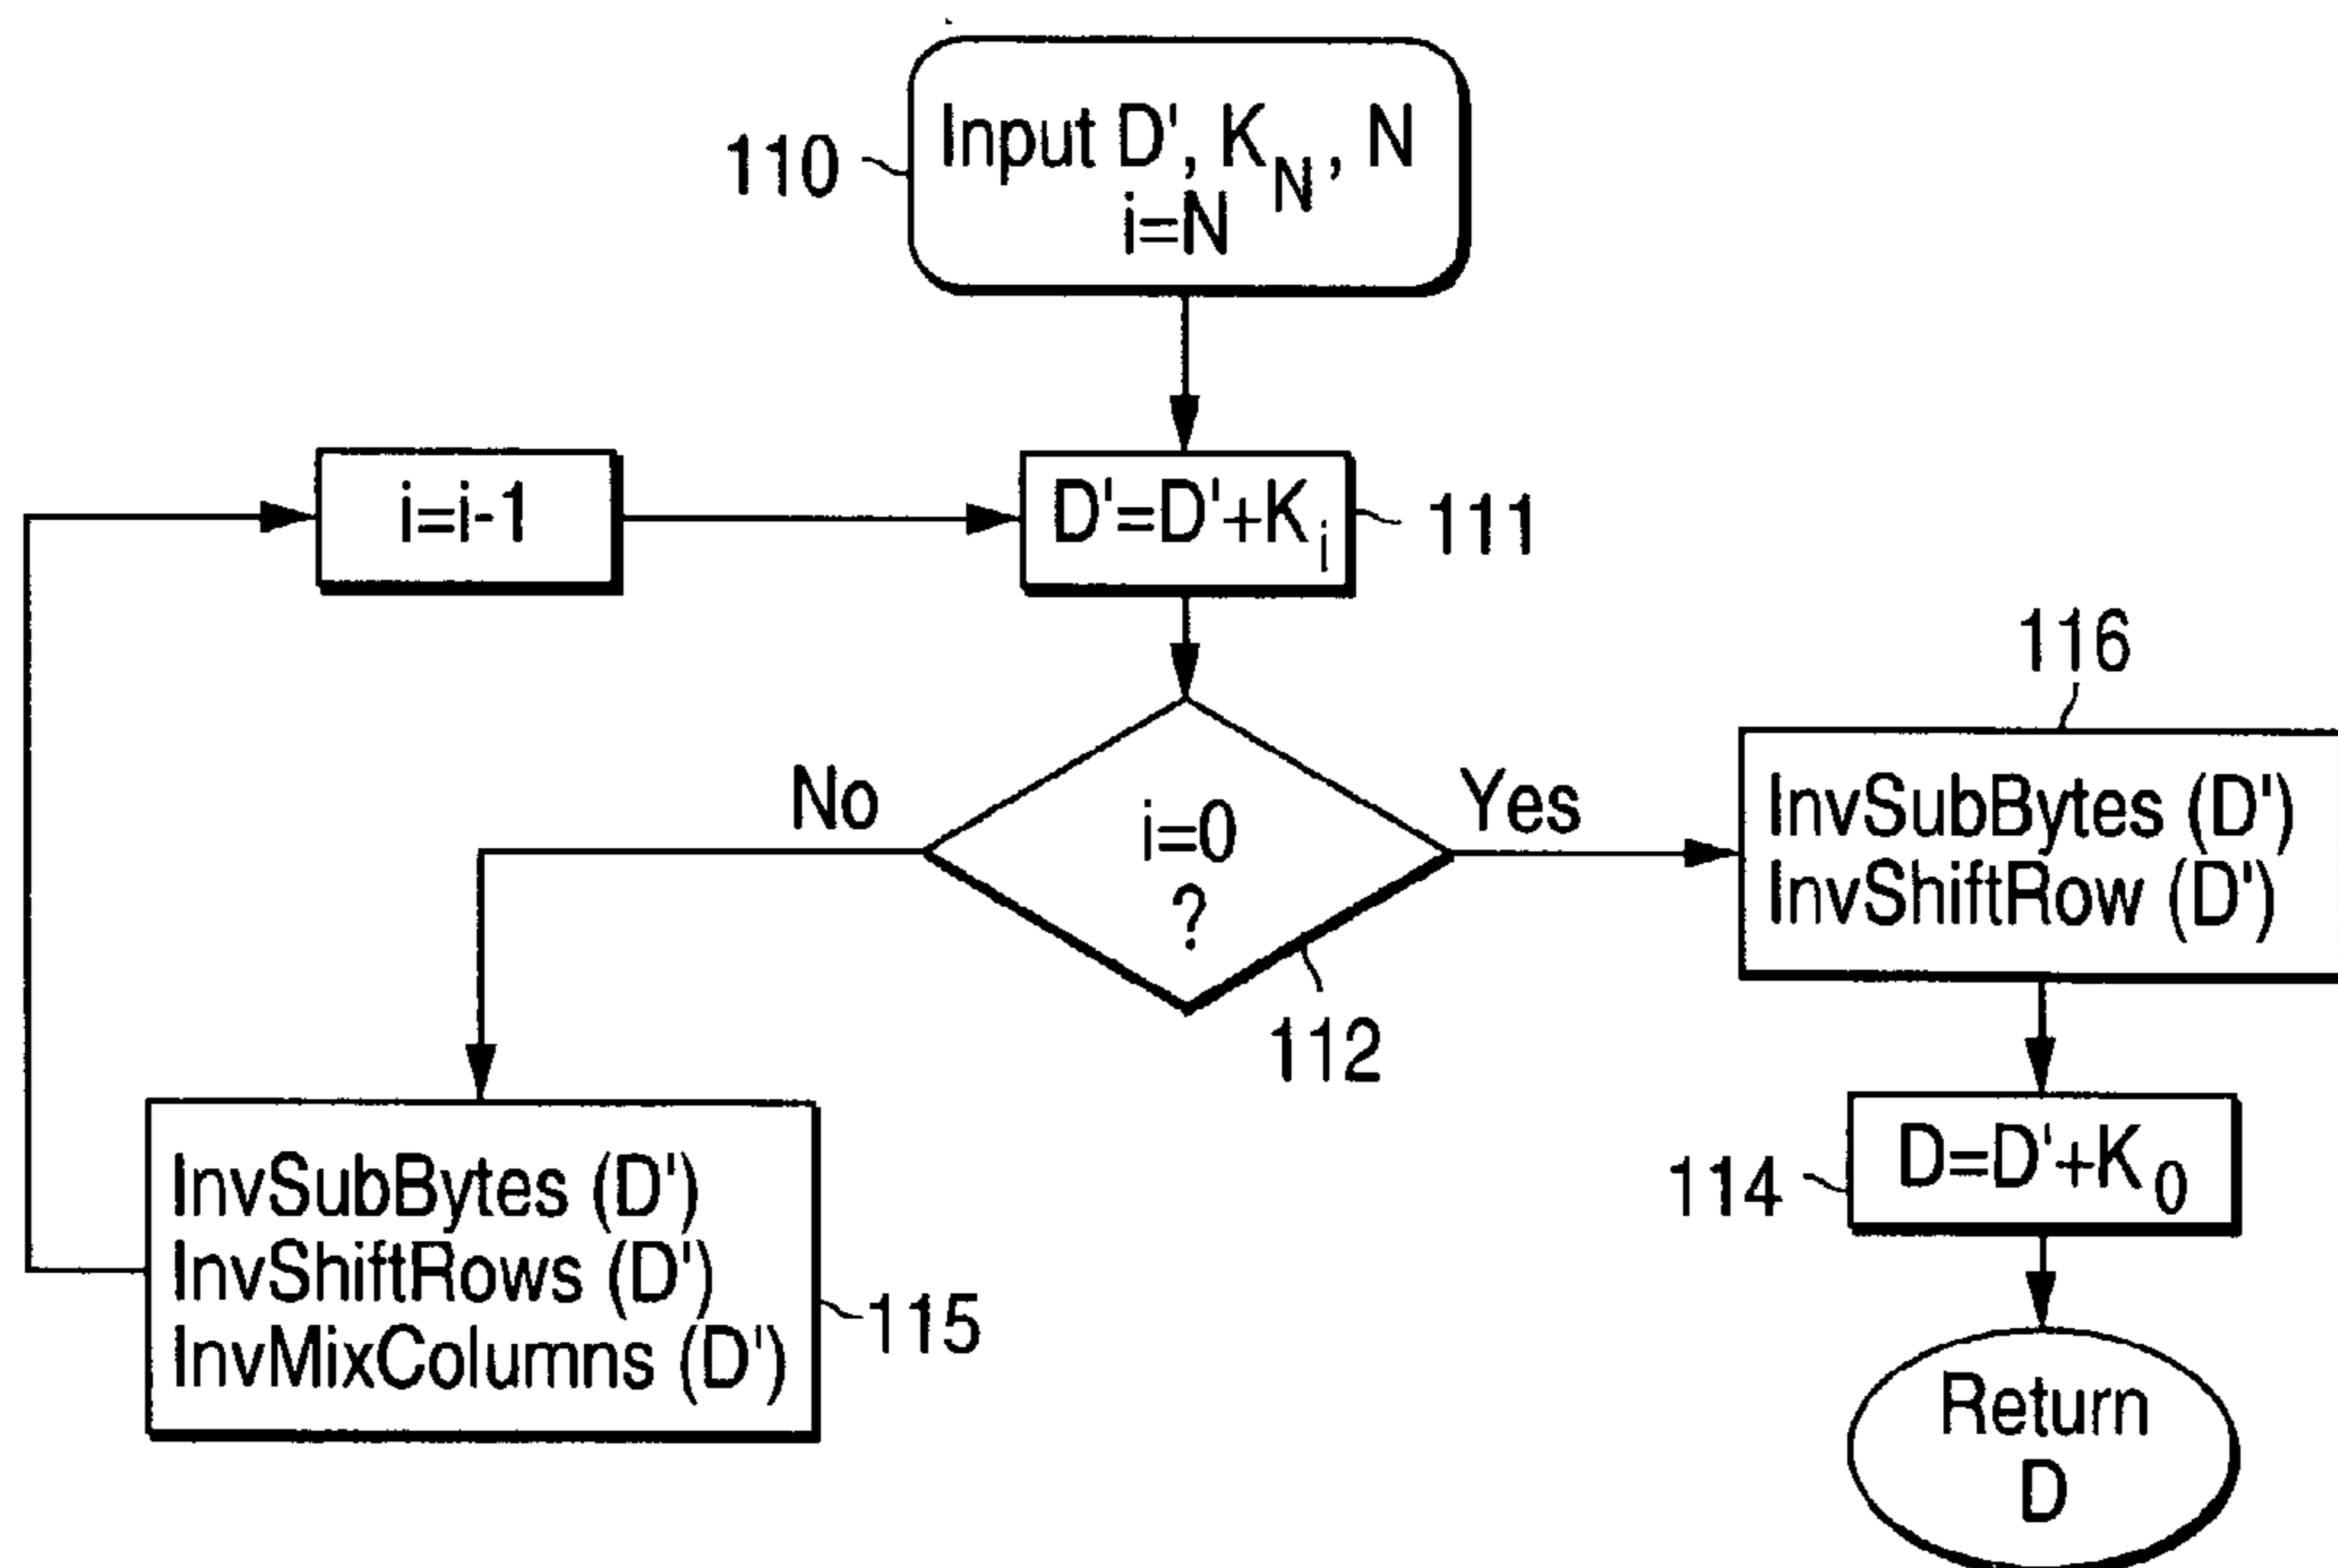 110
Input D', K_N, N
i=N
i=i-1
D'=D'+K_i
111
116
No
i=0
?
Yes
112
InvSubBytes (D')
InvShiftRow (D')
114
D=D'+K_0
InvSubBytes (D')
InvShiftRows (D')
InvMixColumns (D')
115
Return
D